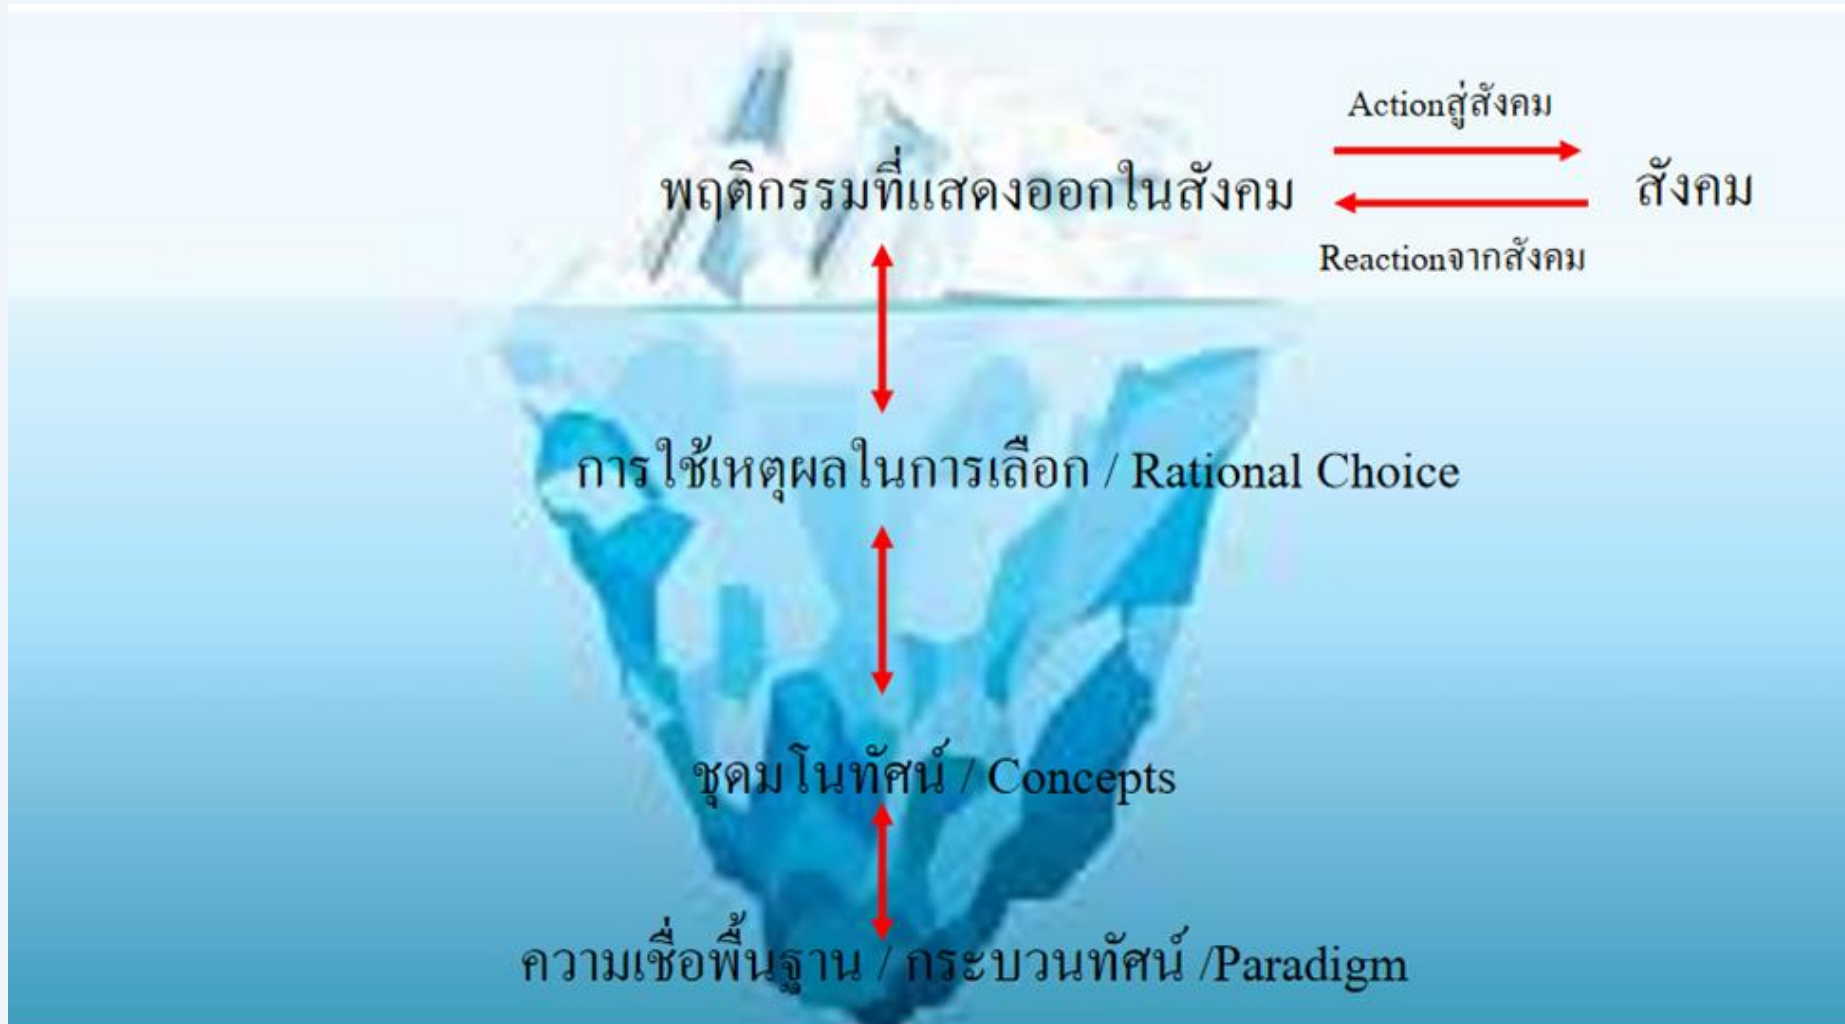 Actionสู่สังคม
พฤติกรรมที่แสดงออกในสังคม
สังคม
Reactionจากสังคม
การใช้เหตุผลในการเลือก / Rational Choice
ชุดมโนทัศน์ / Concepts
ความเชื่อพื้นฐาน / กระบวนทัศน์ /Paradigm